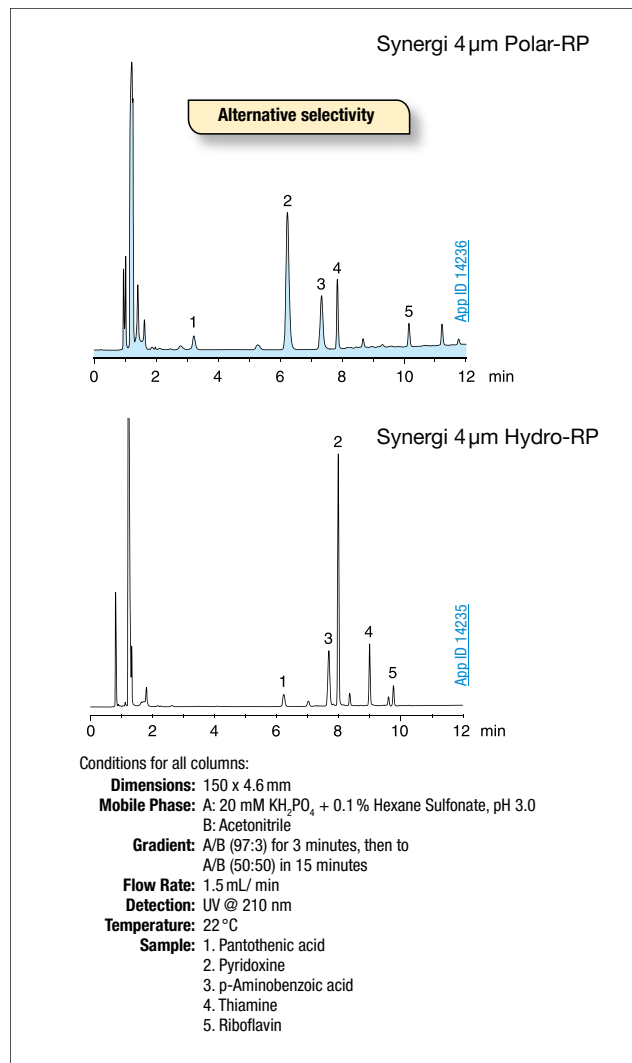 Synergi 4 µm Polar-RP
Alternative selectivity
2
3
4
1
5
App ID 14236
0 2 4 6 8 10 12 min
Synergi 4 µm Hydro-RP
2
3
4
1
5
App ID 14235
0 2 4 6 8 10 12 min
Conditions for all columns:
Dimensions: 150 x 4.6 mm
Mobile Phase: A: 20 mM KH₂PO₄ + 0.1 % Hexane Sulfonate, pH 3.0
B: Acetonitrile
Gradient: A/B (97:3) for 3 minutes, then to
A/B (50:50) in 15 minutes
Flow Rate: 1.5 mL/ min
Detection: UV @ 210 nm
Temperature: 22 °C
Sample: 1. Pantothenic acid
2. Pyridoxine
3. p-Aminobenzoic acid
4. Thiamine
5. Riboflavin